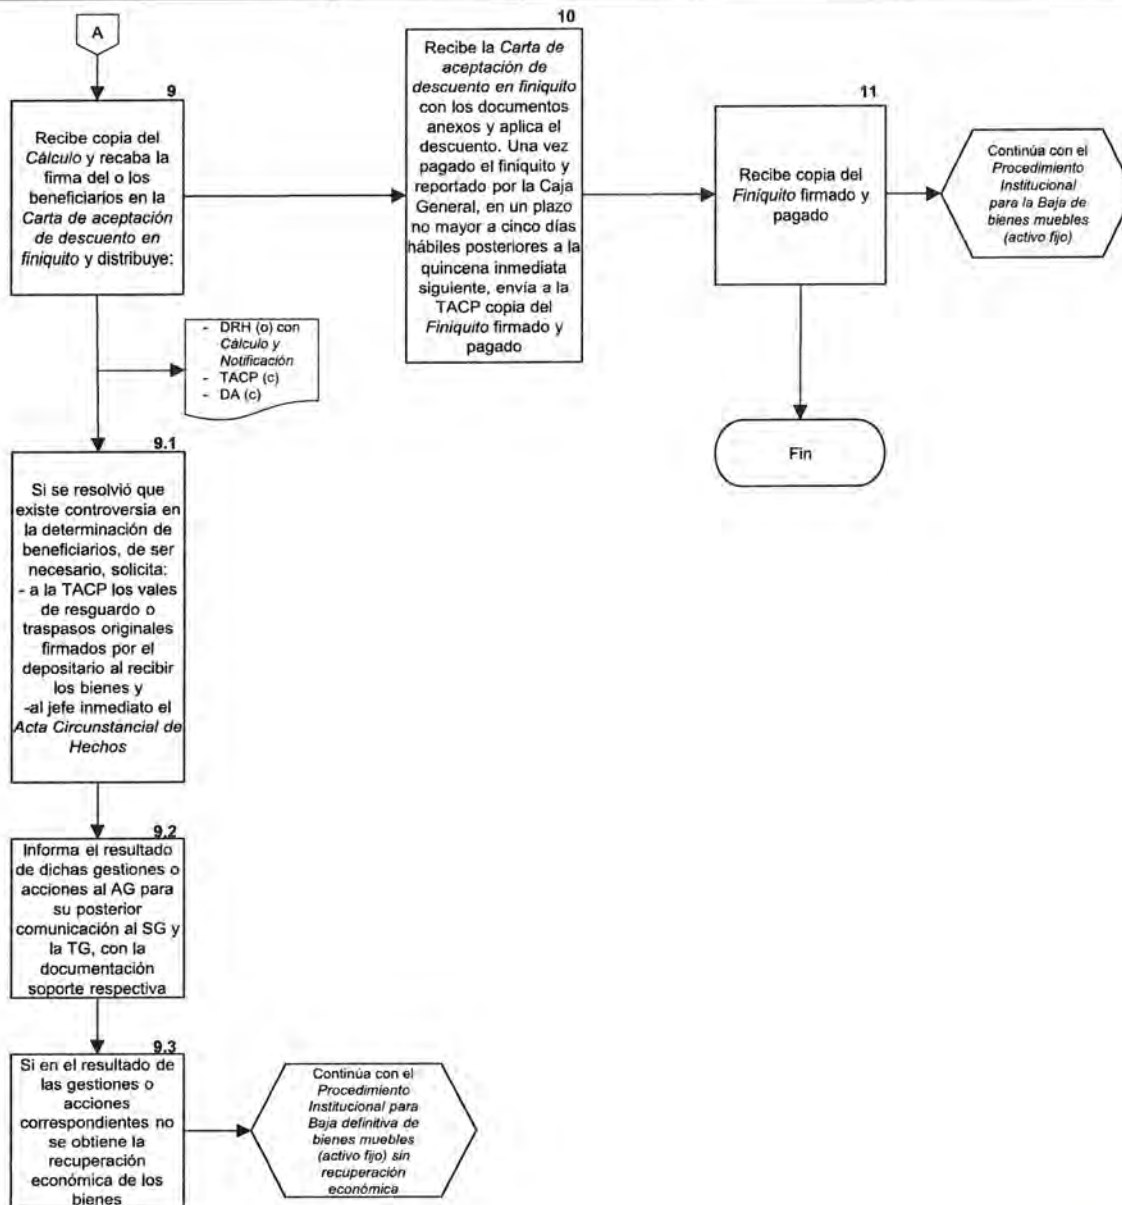 A
9
Recibe copia del
Cálculo y recaba la
firma del o los
beneficiarios en la
Carta de aceptación
de descuento en
finiquito y distribuye:
- DRH (o) con
Cálculo y
Notificación
- TACP (c)
- DA (c)
9.1
Si se resolvió que
existe controversia en
la determinación de
beneficiarios, de ser
necesario, solicita:
- a la TACP los vales
de resguardo o
traspasos originales
firmados por el
depositario al recibir
los bienes y
-al jefe inmediato el
Acta Circunstancial de
Hechos
9.2
Informa el resultado
de dichas gestiones o
acciones al AG para
su posterior
comunicación al SG y
la TG, con la
documentación
soporte respectiva
9.3
Si en el resultado de
las gestiones o
acciones
correspondientes no
se obtiene la
recuperación
económica de los
bienes
Continúa con el
Procedimiento
Institucional para
Baja definitiva de
bienes muebles
(activo fijo) sin
recuperación
económica
10
Recibe la Carta de
aceptación de
descuento en finiquito
con los documentos
anexos y aplica el
descuento. Una vez
pagado el finiquito y
reportado por la Caja
General, en un plazo
no mayor a cinco días
hábiles posteriores a la
quincena inmediata
siguiente, envía a la
TACP copia del
Finiquito firmado y
pagado
11
Recibe copia del
Finiquito firmado y
pagado
Continúa con el
Procedimiento
Institucional
para la Baja de
bienes muebles
(activo fijo)
Fin